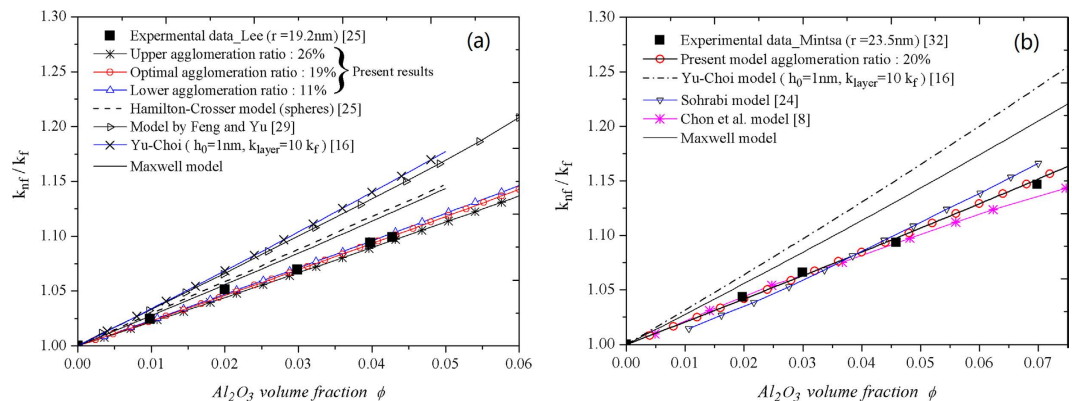 (a)
Expermental data_Lee (r =19.2nm) [25]
Upper agglomeration ratio : 26%
Optimal agglomeration ratio : 19%
Lower agglomeration ratio : 11%
Present results
Hamilton-Crosser model (spheres) [25]
Model by Feng and Yu [29]
Yu-Choi ( h₀=1nm, k_layer=10 k_f ) [16]
Maxwell model
k_nf / k_f
1.30
1.25
1.20
1.15
1.10
1.05
1.00
0.00 0.01 0.02 0.03 0.04 0.05 0.06
Al₂O₃ volume fraction ϕ
(b)
Experimental data_Mintsa (r =23.5nm) [32]
Present model agglomeration ratio : 20%
Yu-Choi model ( h₀=1nm, k_layer=10 k_f ) [16]
Sohrabi model [24]
Chon et al. model [8]
Maxwell model
k_nf / k_f
1.30
1.25
1.20
1.15
1.10
1.05
1.00
0.00 0.01 0.02 0.03 0.04 0.05 0.06 0.07
Al₂O₃ volume fraction ϕ